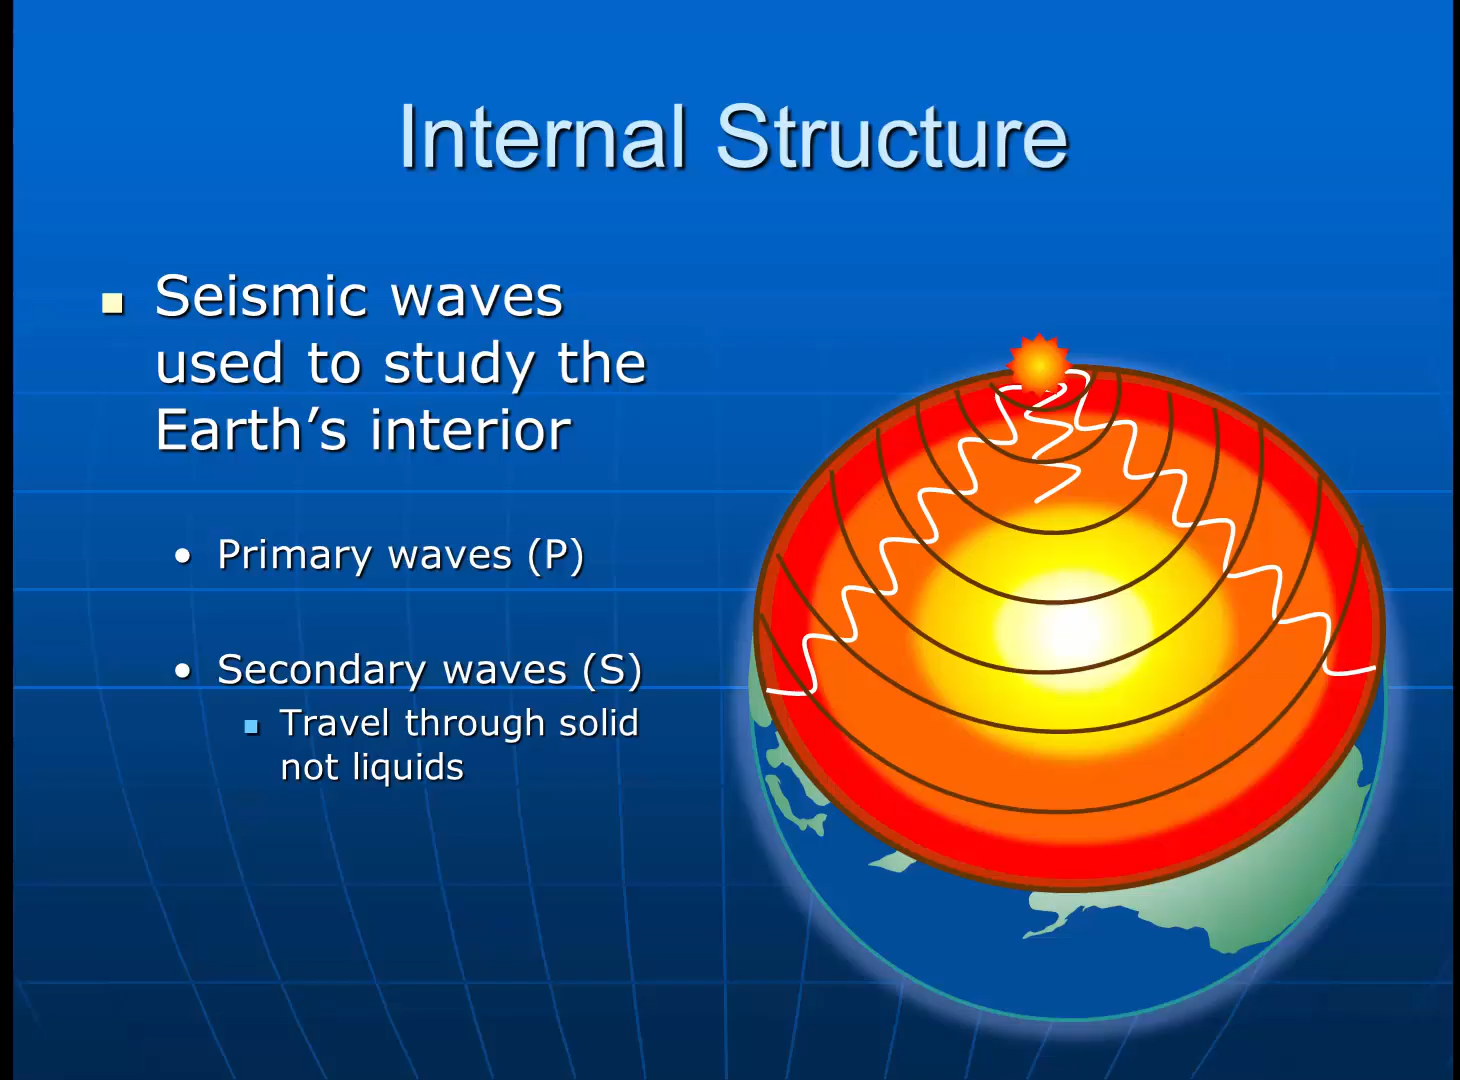 Internal Structure
Seismic waves
used to study the
Earth’s interior
• Primary waves (P)
• Secondary waves (S)
Travel through solid
not liquids